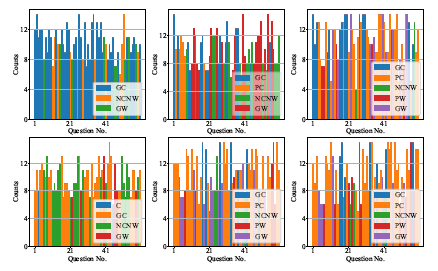 12
8
4
0
Counts
GC
NCNW
GW
1
21
41
Question No.
12
8
4
0
Counts
GC
PC
NCNW
GW
1
21
41
Question No.
12
8
4
0
Counts
GC
PC
NCNW
PW
GW
1
21
41
Question No.
12
8
4
0
Counts
C
GC
NCNW
GW
1
21
41
Question No.
12
8
4
0
Counts
GC
PC
NCNW
PW
GW
1
21
41
Question No.
12
8
4
0
Counts
GC
PC
NCNW
PW
GW
1
21
41
Question No.